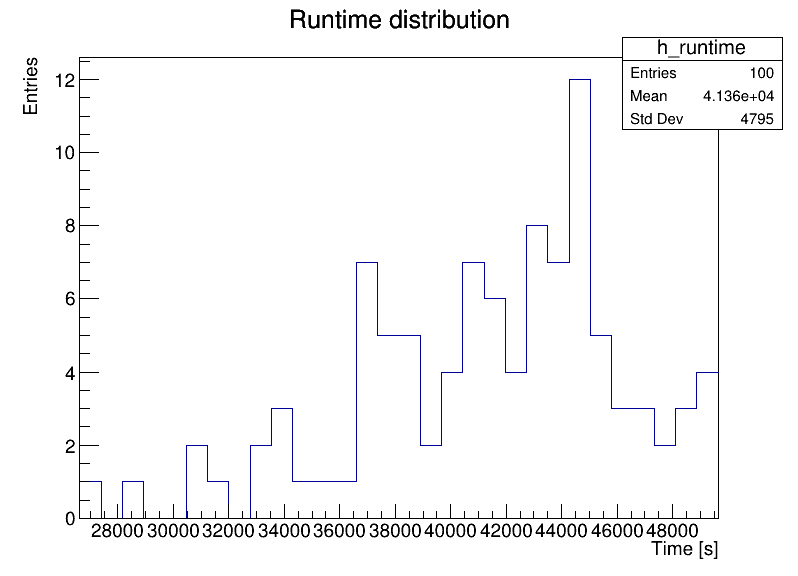 Runtime distribution
h_runtime
Entries 100
Mean 4.136e+04
Std Dev 4795
Entries
12
10
8
6
4
2
0
28000 30000 32000 34000 36000 38000 40000 42000 44000 46000 48000
Time [s]